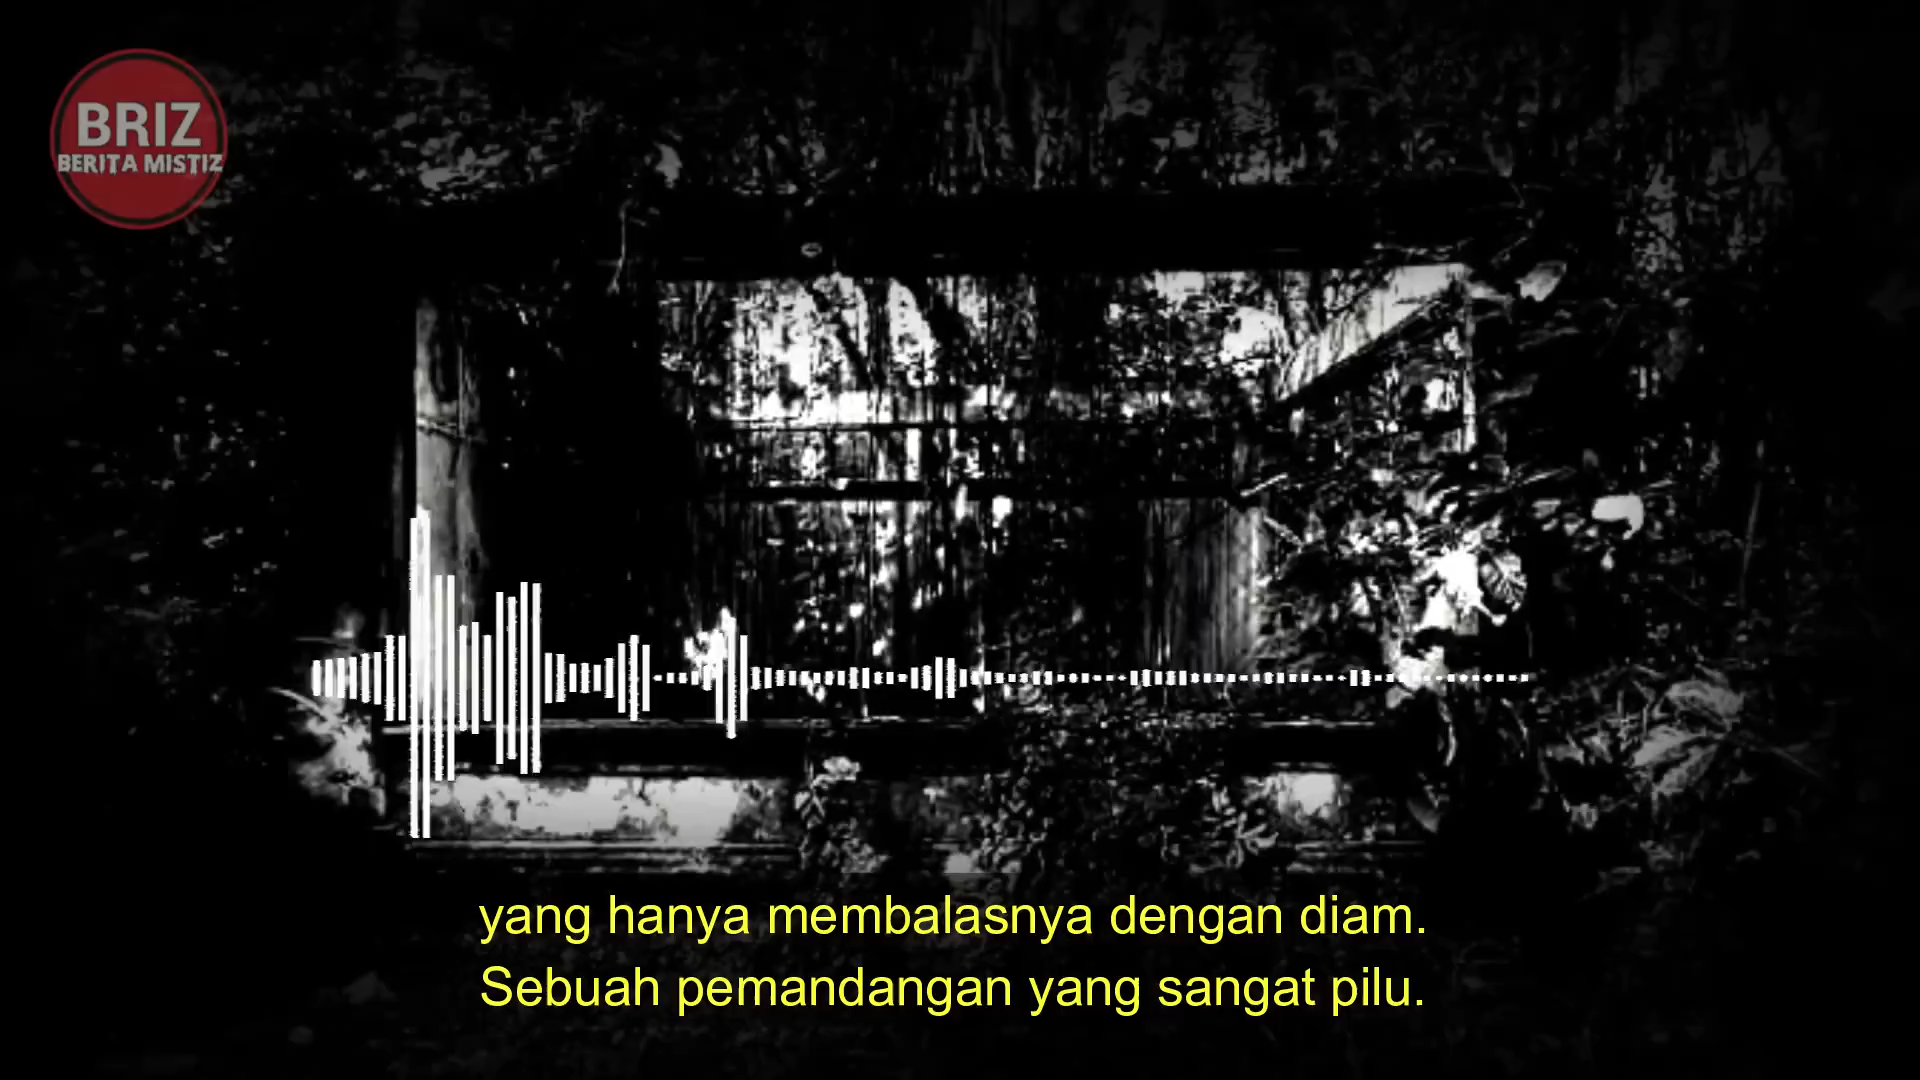 BRIZ
BERITA MISTIZ
yang hanya membalasnya dengan diam.
Sebuah pemandangan yang sangat pilu.